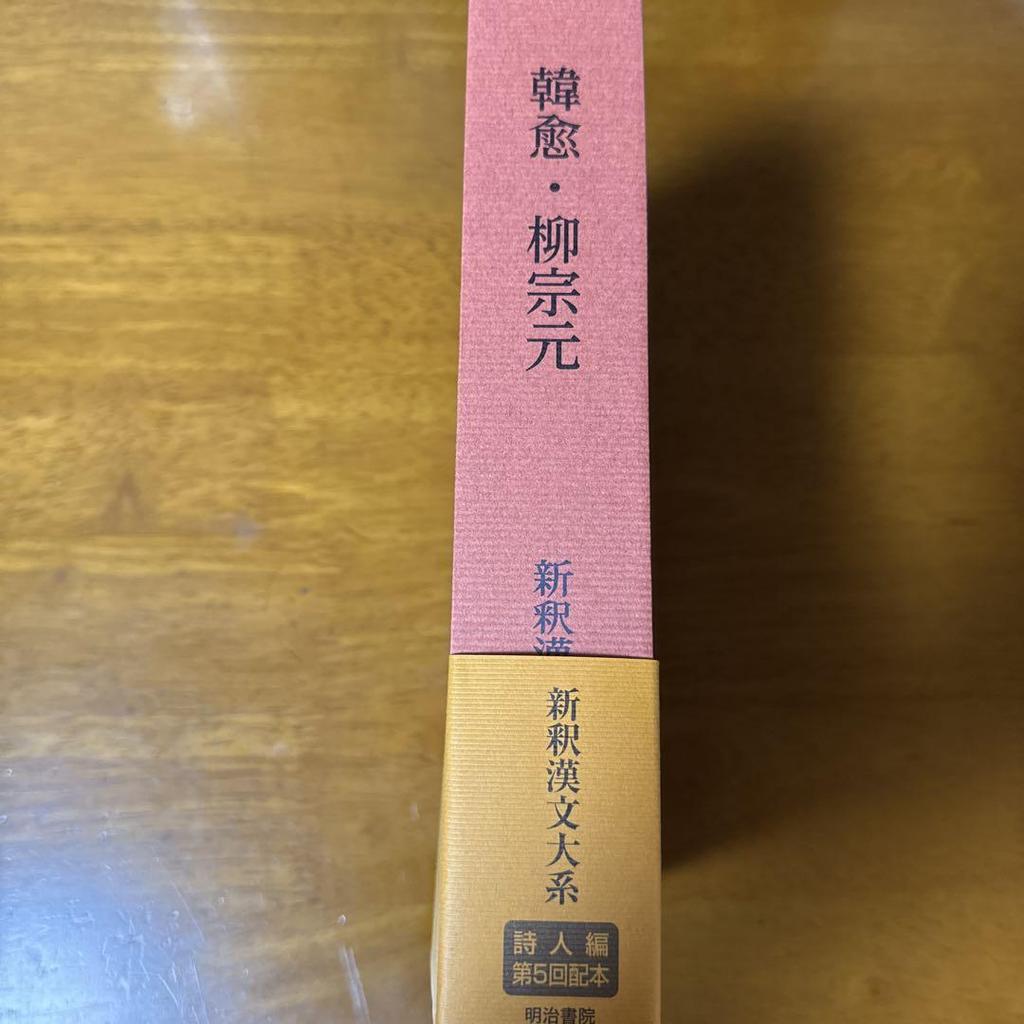 韓愈・柳宗元
新釈漢
新釈漢文大系
詩人編
第5回配本
明治書院